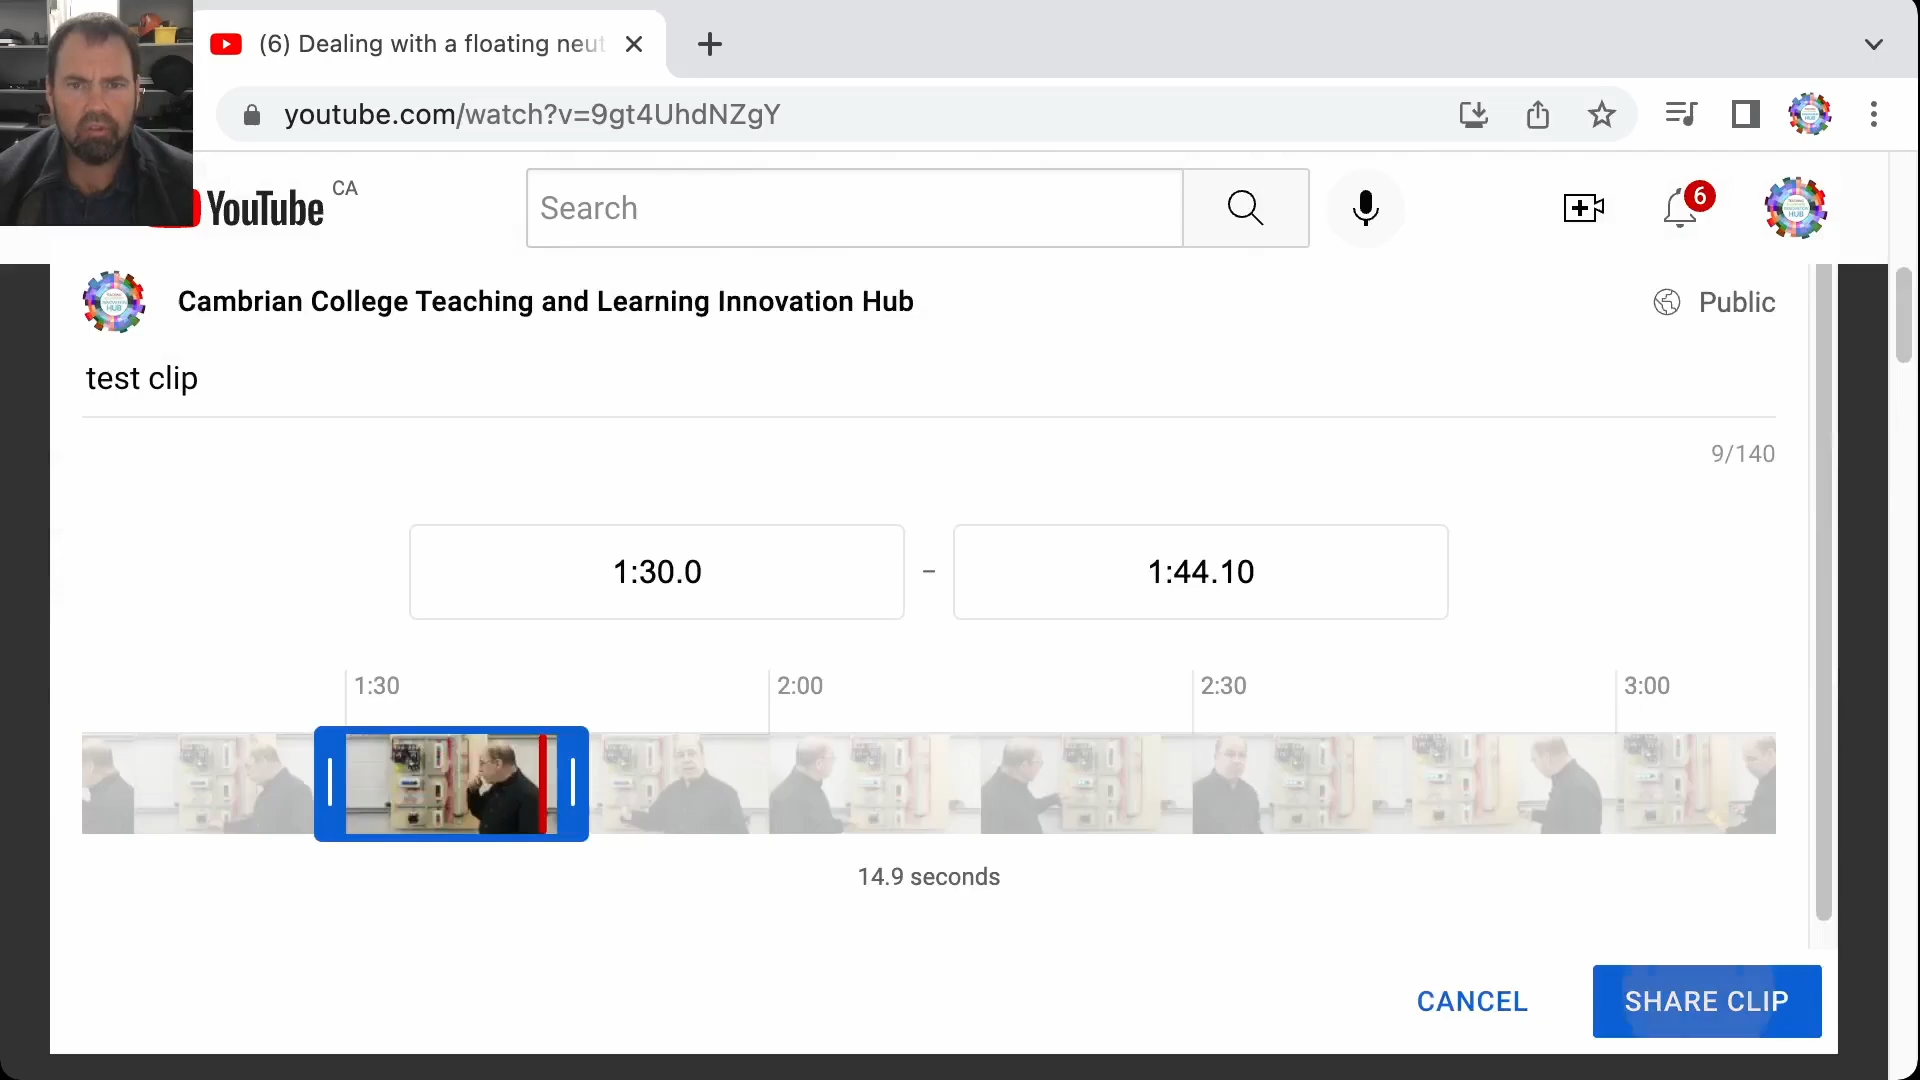 (6) Dealing with a floating neut
youtube.com/watch?v=9gt4UhdNZgY
YouTube CA
Search
6
Cambrian College Teaching and Learning Innovation Hub
Public
test clip
9/140
1:30.0 – 1:44.10
1:30 2:00 2:30 3:00
14.9 seconds
CANCEL SHARE CLIP